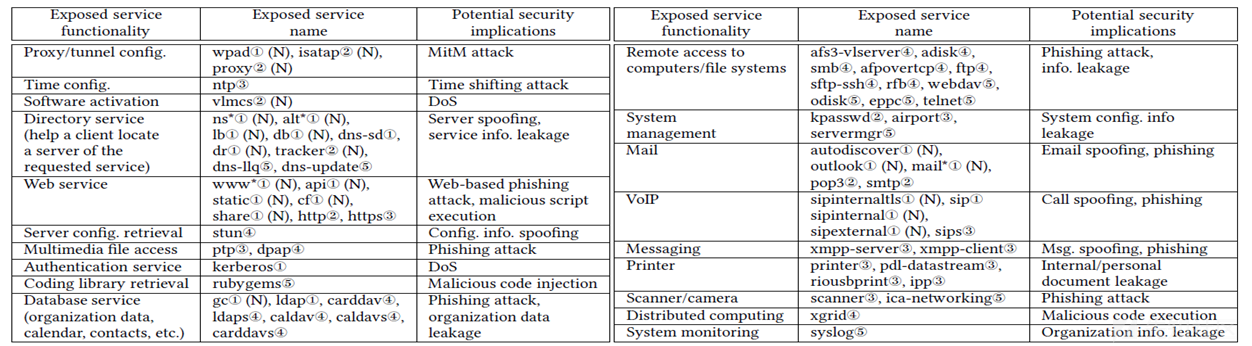 Exposed service functionality | Exposed service name | Potential security implications
Proxy/tunnel config. | wpad① (N), isatap② (N), | MitM attack
proxy② (N)
Time config. | ntp③ | Time shifting attack
Software activation | vlmcs② (N) | DoS
Directory service | ns*① (N), alt*① (N), | Server spoofing,
(help a client locate | lb① (N), db① (N), dns-sd①, | service info. leakage
a server of the | dr① (N), tracker② (N),
requested service) | dns-llq⑤, dns-update⑤
Web service | www*① (N), api① (N), | Web-based phishing
static① (N), cf① (N), | attack, malicious script
share① (N), http②, https③ | execution
Server config. retrieval | stun④ | Config. info. spoofing
Multimedia file access | ptp③, dpap④ | Phishing attack
Authentication service | kerberos① | DoS
Coding library retrieval | rubygems⑤ | Malicious code injection
Database service | gc① (N), ldap①, carddav④, | Phishing attack,
(organization data, | ldaps④, caldav④, caldavs④, | organization data
calendar, contacts, etc.) | carddavs④ | leakage
Exposed service functionality | Exposed service name | Potential security implications
Remote access to | afs3-vlserver④, adisk④, | Phishing attack,
computers/file systems | smb④, afpovertcp④, ftp④, | info. leakage
sftp-ssh④, rfb④, webdav⑤,
odisk⑤, eppc⑤, telnet⑤
System | kpasswd②, airport③, | System config. info
management | servermgr⑤ | leakage
Mail | autodiscover① (N), | Email spoofing, phishing
outlook① (N), mail*① (N),
pop3②, smtp②
VoIP | sipinternaltls① (N), sip① | Call spoofing, phishing
sipinternal① (N),
sipexternal① (N), sips③
Messaging | xmpp-server③, xmpp-client③ | Msg. spoofing, phishing
Printer | printer③, pdl-datastream③, | Internal/personal
riousbprint③, ipp③ | document leakage
Scanner/camera | scanner③, ica-networking⑤ | Phishing attack
Distributed computing | xgrid④ | Malicious code execution
System monitoring | syslog⑤ | Organization info. leakage